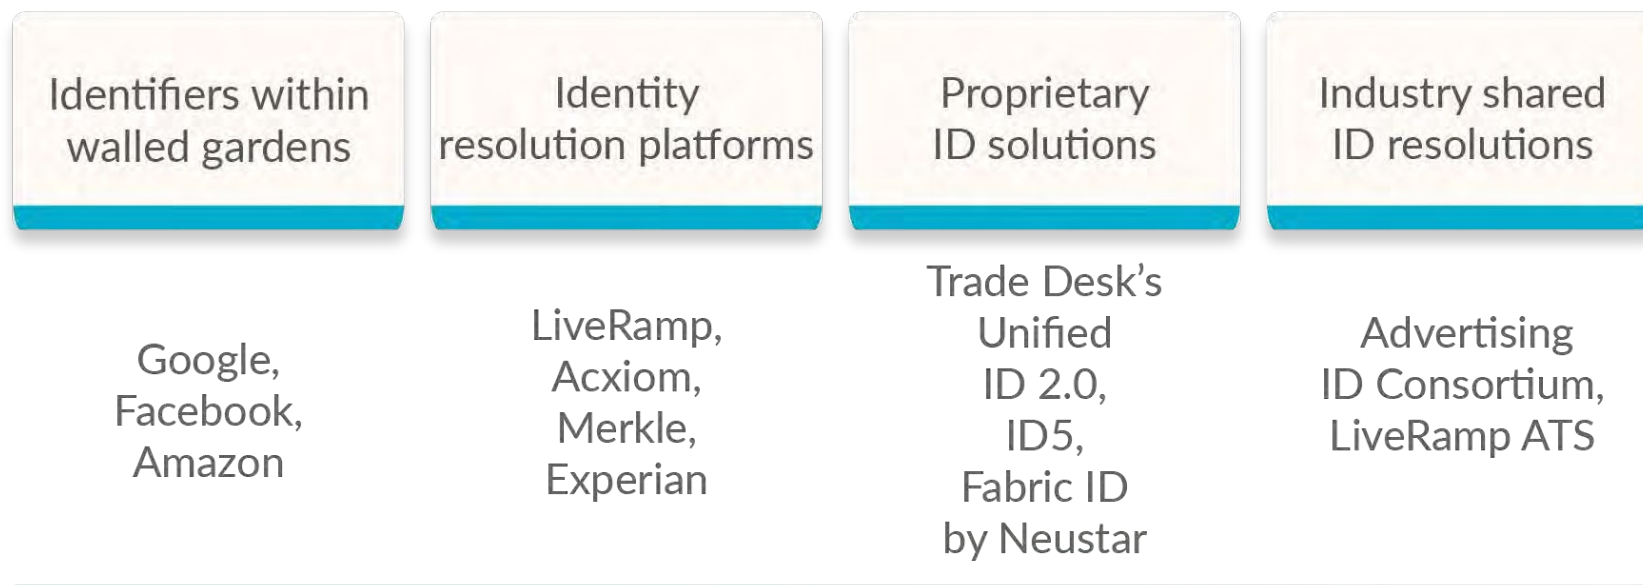 Identifiers within
walled gardens
Identity
resolution platforms
Proprietary
ID solutions
Industry shared
ID resolutions
Google,
Facebook,
Amazon
LiveRamp,
Acxiom,
Merkle,
Experian
Trade Desk’s
Unified
ID 2.0,
ID5,
Fabric ID
by Neustar
Advertising
ID Consortium,
LiveRamp ATS